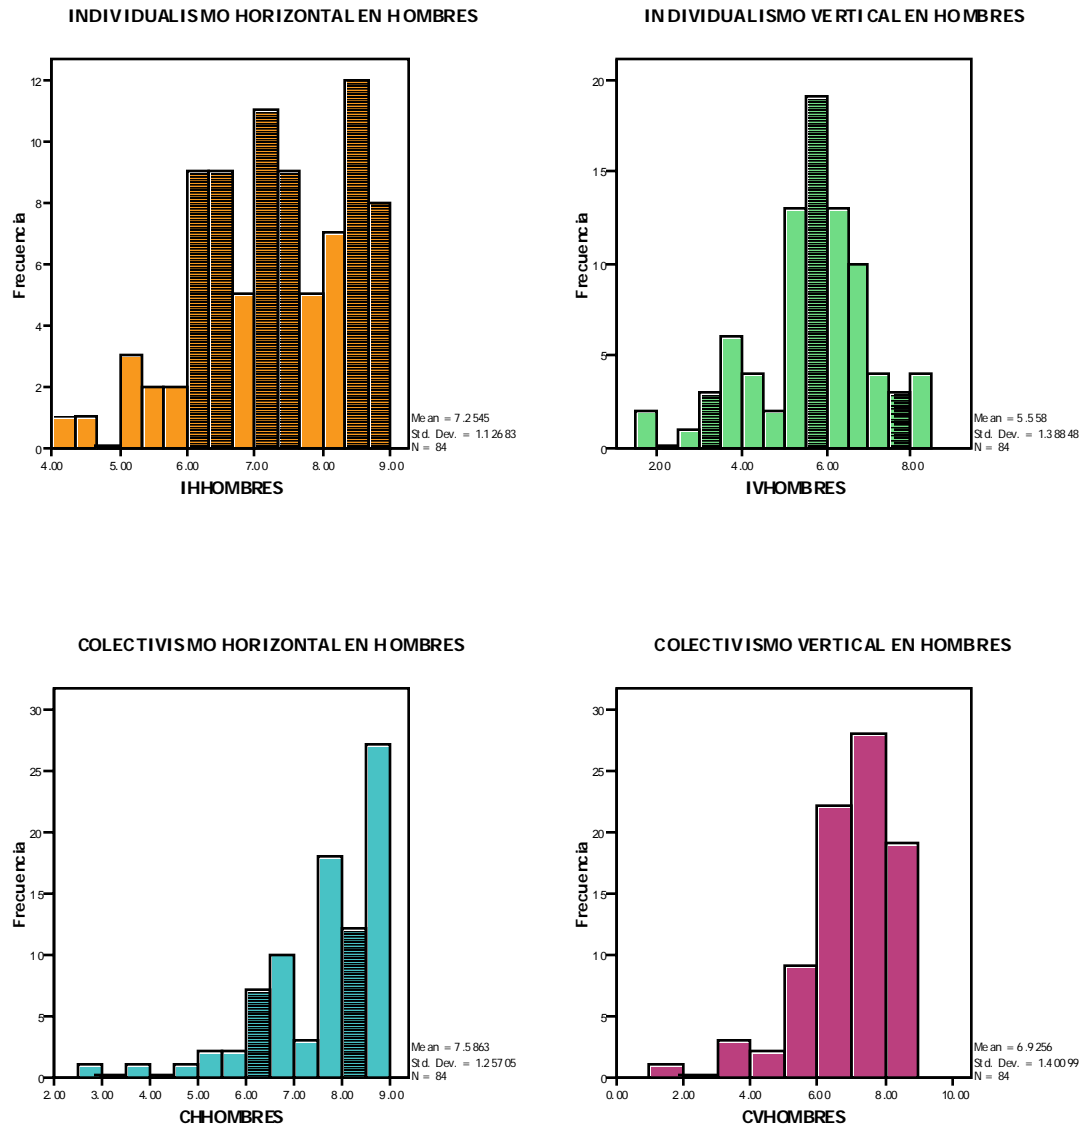 INDIVIDUALISMO HORIZONTAL EN HOMBRES
12
10
8
6
4
2
0
Frecuencia
4.00 5.00 6.00 7.00 8.00 9.00
IHHOMBRES
Mean = 7.2545
Std. Dev. = 1.12683
N = 84
INDIVIDUALISMO VERTICAL EN HOMBRES
20
15
10
5
0
Frecuencia
2.00 4.00 6.00 8.00
IVHOMBRES
Mean = 5.558
Std. Dev. = 1.38848
N = 84
COLECTIVISMO HORIZONTAL EN HOMBRES
30
25
20
15
10
5
0
Frecuencia
2.00 3.00 4.00 5.00 6.00 7.00 8.00 9.00
CHHOMBRES
Mean = 7.5863
Std. Dev. = 1.25705
N = 84
COLECTIVISMO VERTICAL EN HOMBRES
30
25
20
15
10
5
0
Frecuencia
0.00 2.00 4.00 6.00 8.00 10.00
CVHOMBRES
Mean = 6.9256
Std. Dev. = 1.40099
N = 84